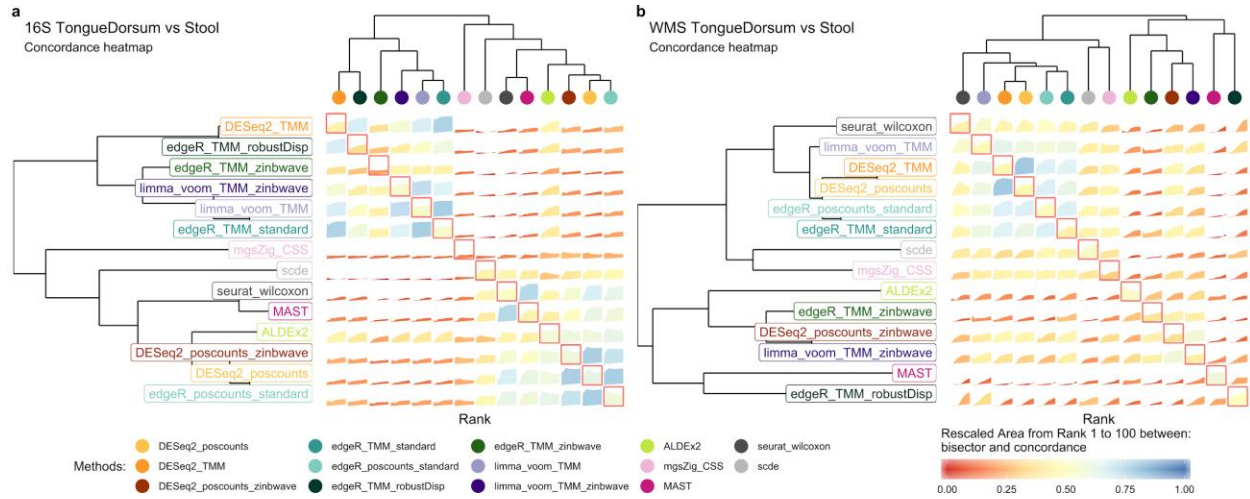 a
16S TongueDorsum vs Stool
Concordance heatmap
DESeq2_TMM
edgeR_TMM_robustDisp
edgeR_TMM_zinbwave
limma_voom_TMM_zinbwave
limma_voom_TMM
edgeR_TMM_standard
mgsZig_CSS
scde
seurat_wilcoxon
MAST
ALDEx2
DESeq2_poscounts_zinbwave
DESeq2_poscounts
edgeR_poscounts_standard
Rank
b
WMS TongueDorsum vs Stool
Concordance heatmap
seurat_wilcoxon
limma_voom_TMM
DESeq2_TMM
DESeq2_poscounts
edgeR_poscounts_standard
edgeR_TMM_standard
scde
mgsZig_CSS
ALDEx2
edgeR_TMM_zinbwave
DESeq2_poscounts_zinbwave
limma_voom_TMM_zinbwave
MAST
edgeR_TMM_robustDisp
Rank
Methods:
DESeq2_poscounts
DESeq2_TMM
DESeq2_poscounts_zinbwave
edgeR_TMM_standard
edgeR_poscounts_standard
edgeR_TMM_robustDisp
edgeR_TMM_zinbwave
limma_voom_TMM
limma_voom_TMM_zinbwave
ALDEx2
mgsZig_CSS
MAST
seurat_wilcoxon
scde
Rescaled Area from Rank 1 to 100 between:
bisector and concordance
0.00 0.25 0.50 0.75 1.00